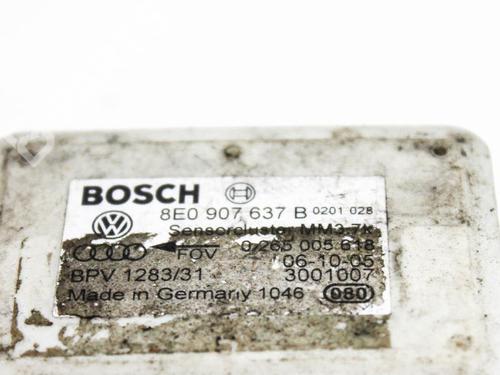 BOSCH
8E0 907 637 B 0201 028
Sensorcluster MM3.7k
FOV 0 265 005 618
06-10-05
BPV 1283/31 3001007
Made in Germany 1046 080